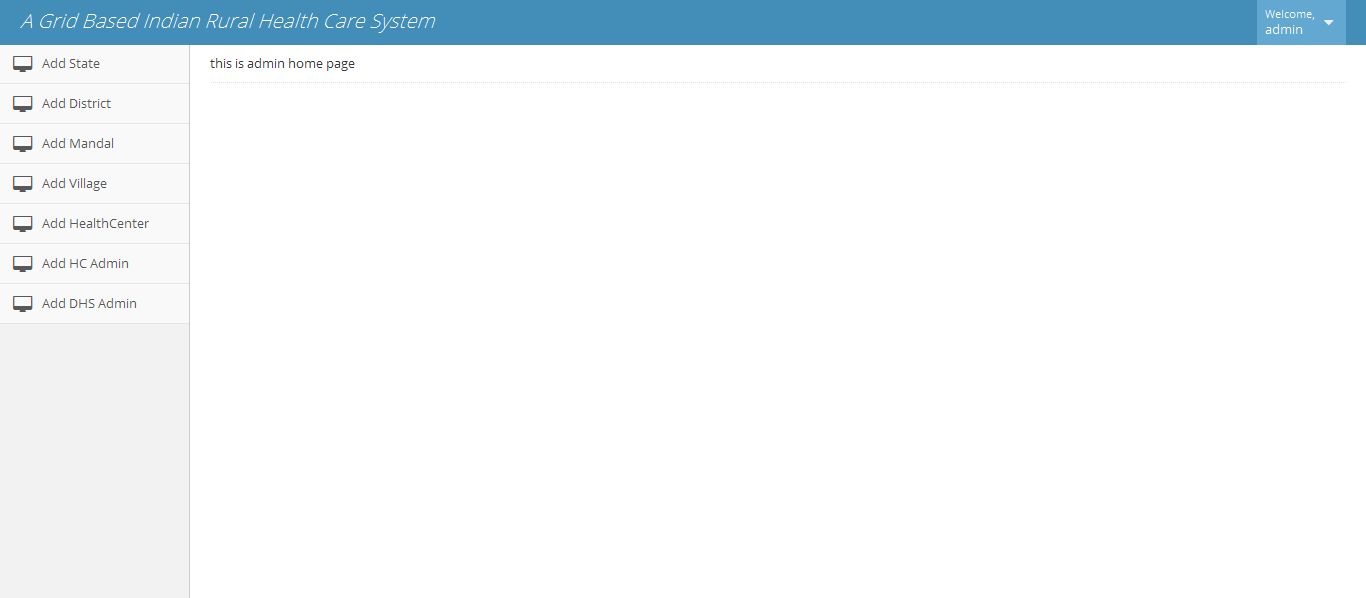 A Grid Based Indian Rural Health Care System
Welcome,
admin
Add State
Add District
Add Mandal
Add Village
Add HealthCenter
Add HC Admin
Add DHS Admin
this is admin home page